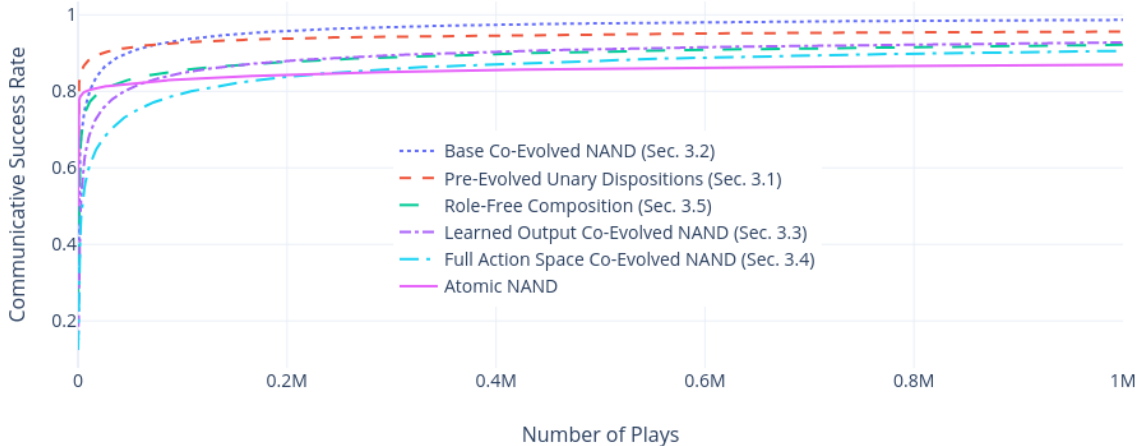 Communicative Success Rate
1
0.8
0.6
0.4
0.2
Base Co-Evolved NAND (Sec. 3.2)
Pre-Evolved Unary Dispositions (Sec. 3.1)
Role-Free Composition (Sec. 3.5)
Learned Output Co-Evolved NAND (Sec. 3.3)
Full Action Space Co-Evolved NAND (Sec. 3.4)
Atomic NAND
0 0.2M 0.4M 0.6M 0.8M 1M
Number of Plays